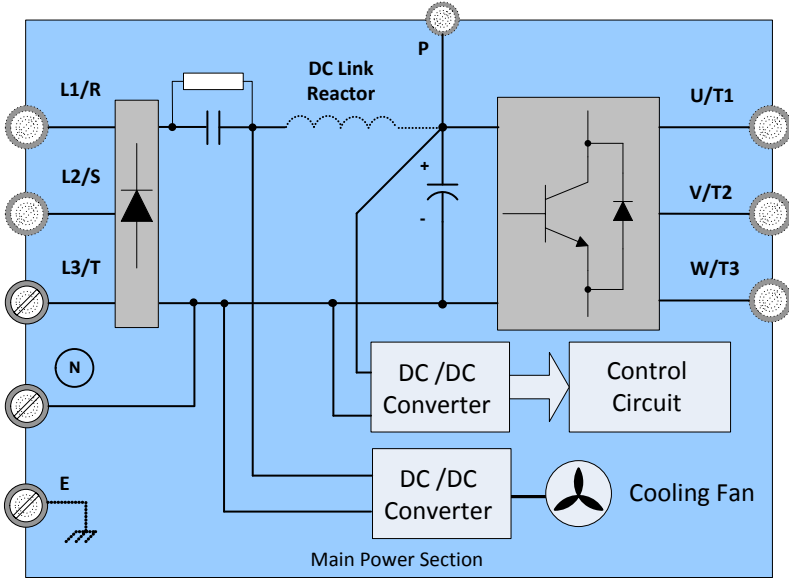 P
L1/R
DC Link
Reactor
U/T1
L2/S
+
-
V/T2
L3/T
W/T3
N
DC /DC
Converter
Control
Circuit
E
DC /DC
Converter
Cooling Fan
Main Power Section